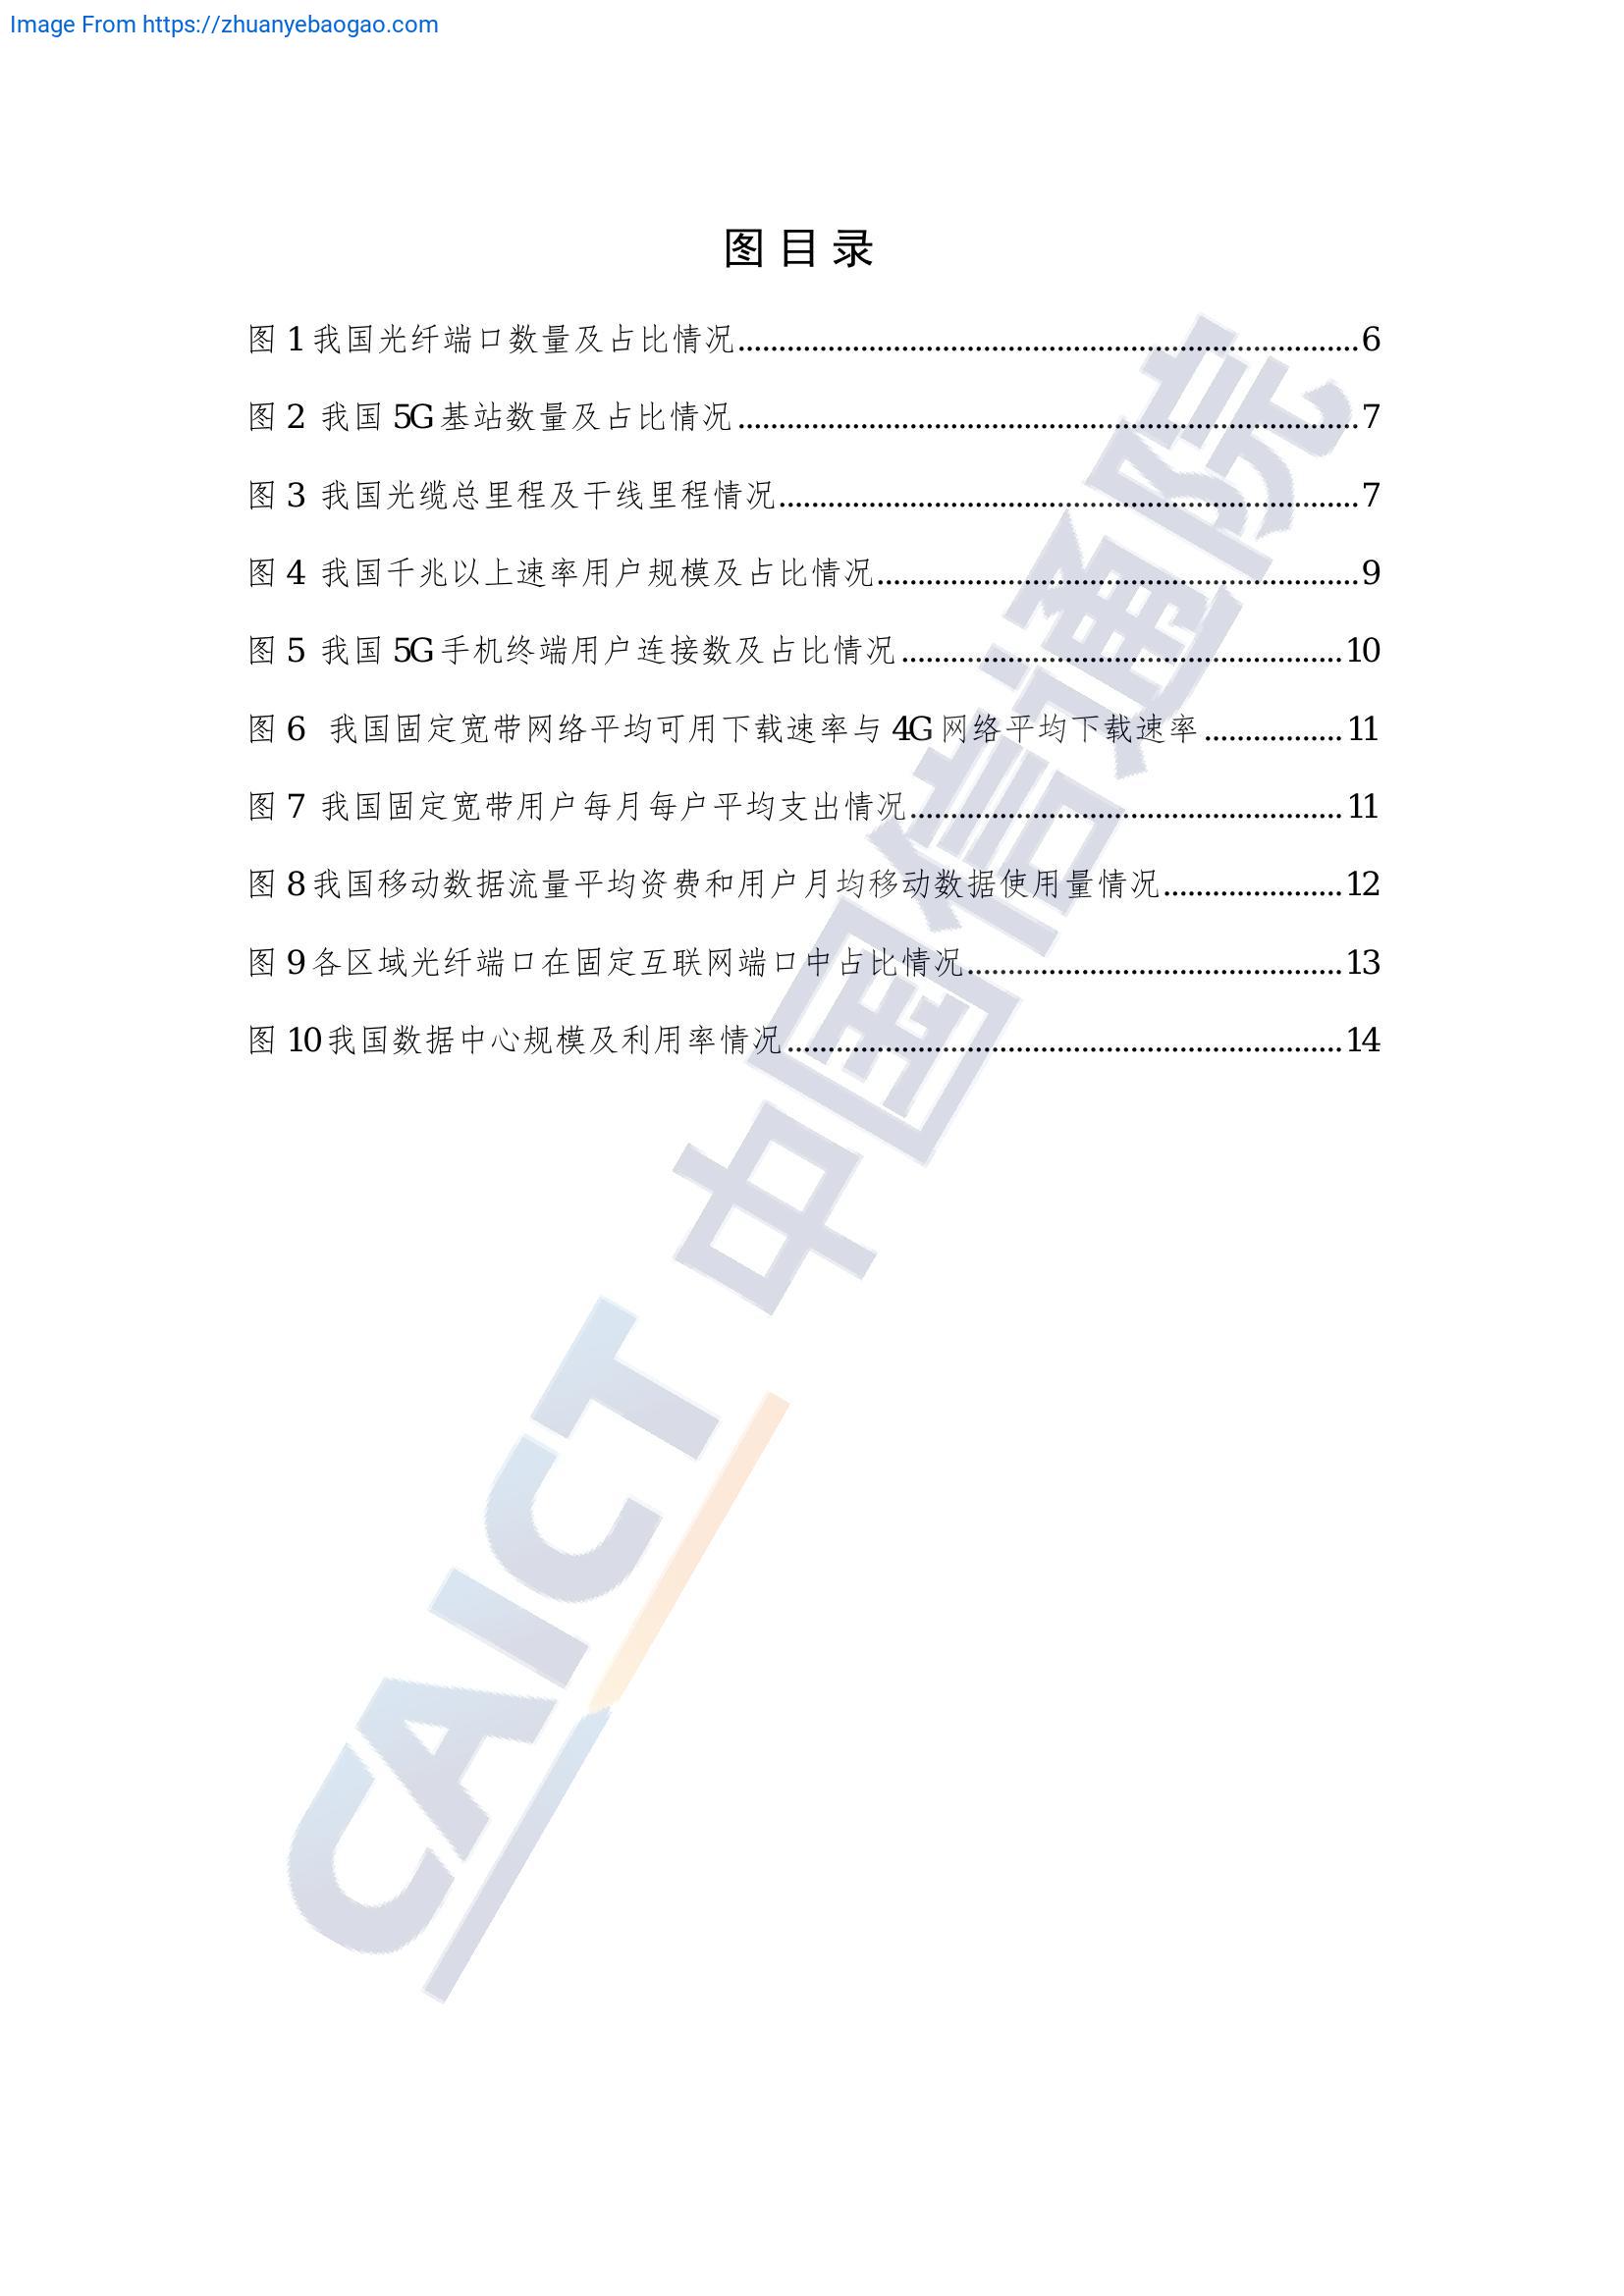 Image From https://zhuanyebaogao.com
图 目 录
图 1 我国光纤端口数量及占比情况............................................................................6
图 2 我国 5G 基站数量及占比情况............................................................................7
图 3 我国光缆总里程及干线里程情况.......................................................................7
图 4 我国千兆以上速率用户规模及占比情况...........................................................9
图 5 我国 5G 手机终端用户连接数及占比情况......................................................10
图 6 我国固定宽带网络平均可用下载速率与 4G 网络平均下载速率.................11
图 7 我国固定宽带用户每月每户平均支出情况.....................................................11
图 8 我国移动数据流量平均资费和用户月均移动数据使用量情况......................12
图 9 各区域光纤端口在固定互联网端口中占比情况..............................................13
图 10 我国数据中心规模及利用率情况....................................................................14
CAICT 中国信通院